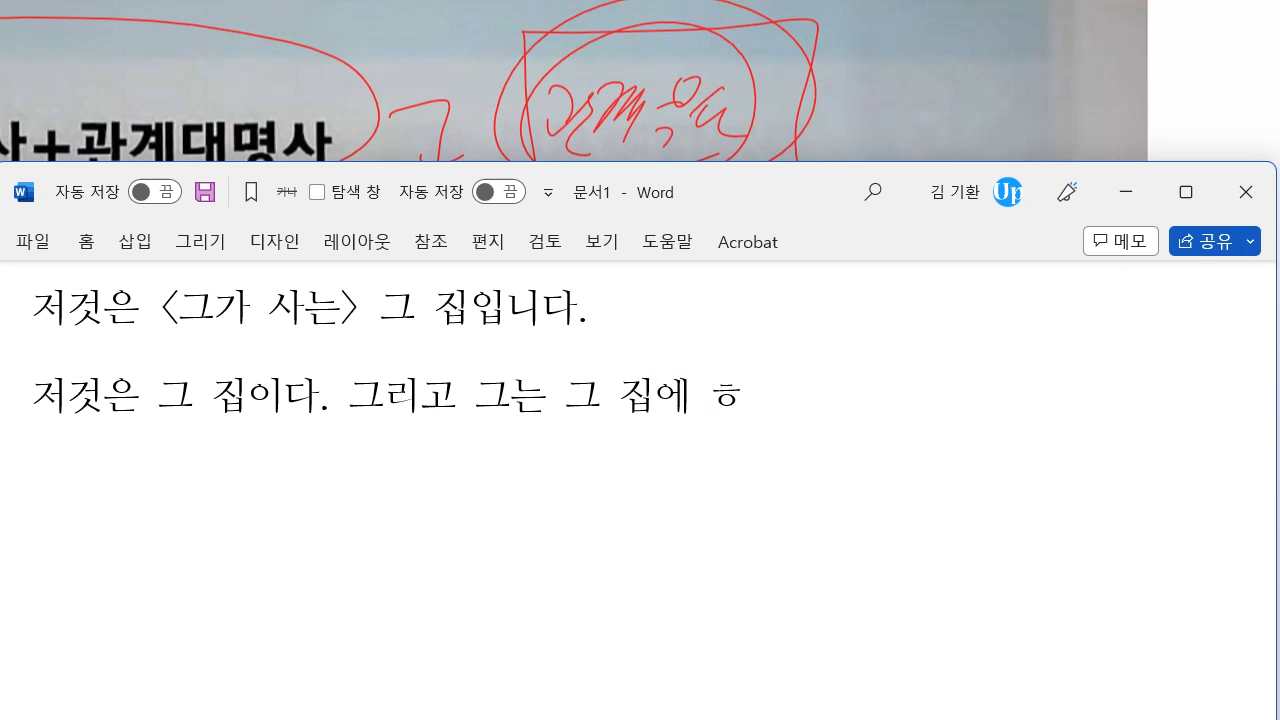 사+관계대명사
자동 저장 끔 커나 탐색 창 자동 저장 끔 문서1 - Word 김 기환 Up
파일 홈 삽입 그리기 디자인 레이아웃 참조 편지 검토 보기 도움말 Acrobat 메모 공유
저것은 〈그가 사는〉 그 집입니다.
저것은 그 집이다. 그리고 그는 그 집에 ㅎ